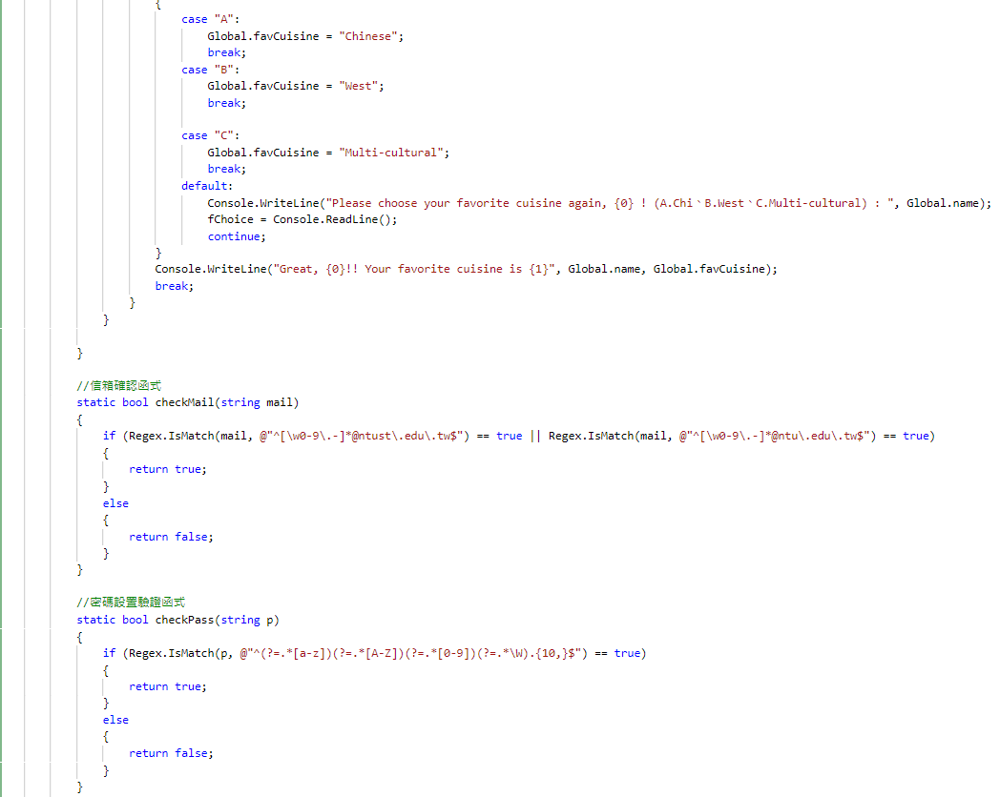 {
case "A":
Global.favCuisine = "Chinese";
break;
case "B":
Global.favCuisine = "West";
break;
case "C":
Global.favCuisine = "Multi-cultural";
break;
default:
Console.WriteLine("Please choose your favorite cuisine again, {0} ! (A.Chi、B.West、C.Multi-cultural) : ", Global.name);
fChoice = Console.ReadLine();
continue;
}
Console.WriteLine("Great, {0}!! Your favorite cuisine is {1}", Global.name, Global.favCuisine);
break;
}
}
}
//信箱確認函式
static bool checkMail(string mail)
{
if (Regex.IsMatch(mail, @"^[\w0-9\.-]*@ntust\.edu\.tw$") == true || Regex.IsMatch(mail, @"^[\w0-9\.-]*@ntu\.edu\.tw$") == true)
{
return true;
}
else
{
return false;
}
}
//密碼設置驗證函式
static bool checkPass(string p)
{
if (Regex.IsMatch(p, @"^(?=.*[a-z])(?=.*[A-Z])(?=.*[0-9])(?=.*\W).{10,}$") == true)
{
return true;
}
else
{
return false;
}
}